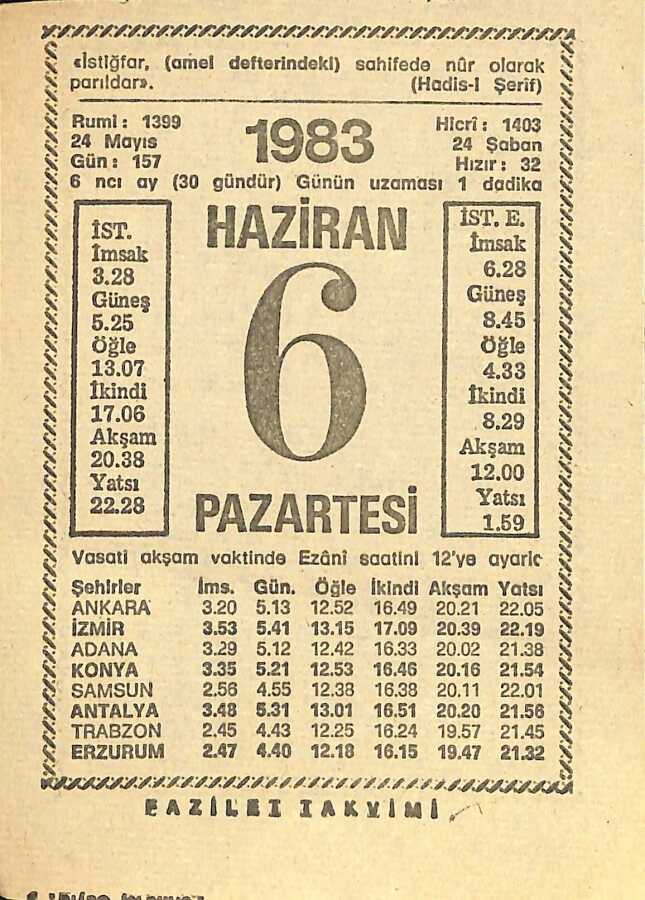 «İstiğfar, (amel defterindeki) sahifede nûr olarak
parıldar». (Hadis-i Şerif)
Rumi: 1399
24 Mayıs
Gün: 157
1983
Hicrî: 1403
24 Şaban
Hızır: 32
6 ncı ay (30 gündür) Günün uzaması 1 dadika
HAZİRAN
6
PAZARTESİ
İST.
İmsak
3.28
Güneş
5.25
Öğle
13.07
İkindi
17.06
Akşam
20.38
Yatsı
22.28
İST. E.
İmsak
6.28
Güneş
8.45
Öğle
4.33
İkindi
8.29
Akşam
12.00
Yatsı
1.59
Vasati akşam vaktinde Ezânî saatini 12'ye ayarlc
Şehirler İms. Gün. Öğle İkindi Akşam Yatsı
ANKARA 3.20 5.13 12.52 16.49 20.21 22.05
İZMİR 3.53 5.41 13.15 17.09 20.39 22.19
ADANA 3.29 5.12 12.42 16.33 20.02 21.38
KONYA 3.35 5.21 12.53 16.46 20.16 21.54
SAMSUN 2.56 4.55 12.38 16.38 20.11 22.01
ANTALYA 3.48 5.31 13.01 16.51 20.20 21.56
TRABZON 2.45 4.43 12.25 16.24 19.57 21.45
ERZURUM 2.47 4.40 12.18 16.15 19.47 21.32
FAZİLET TAKVİMİ